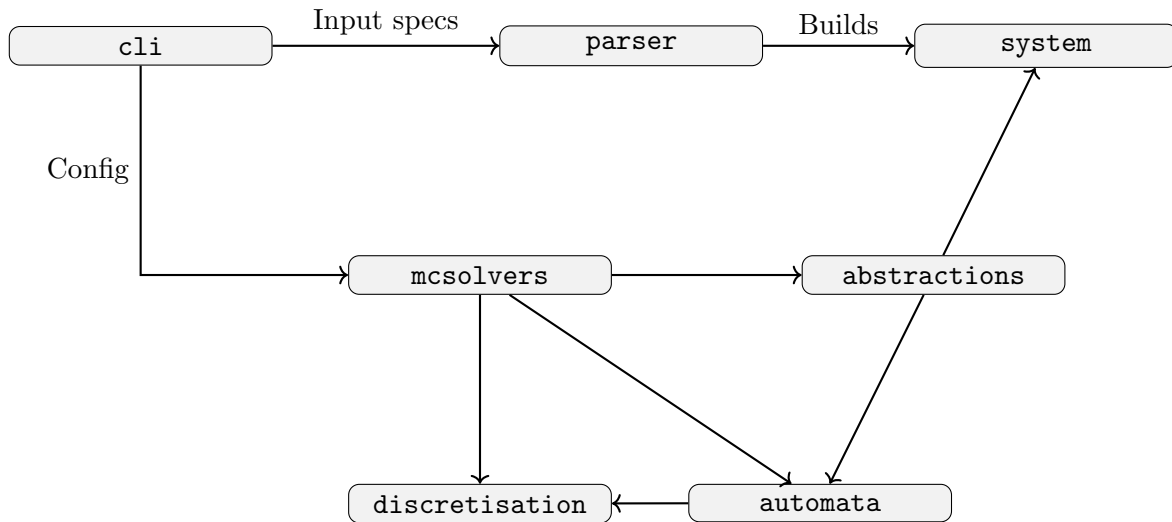 cli
Input specs
parser
Builds
system
Config
mcsolvers
abstractions
discretisation
automata